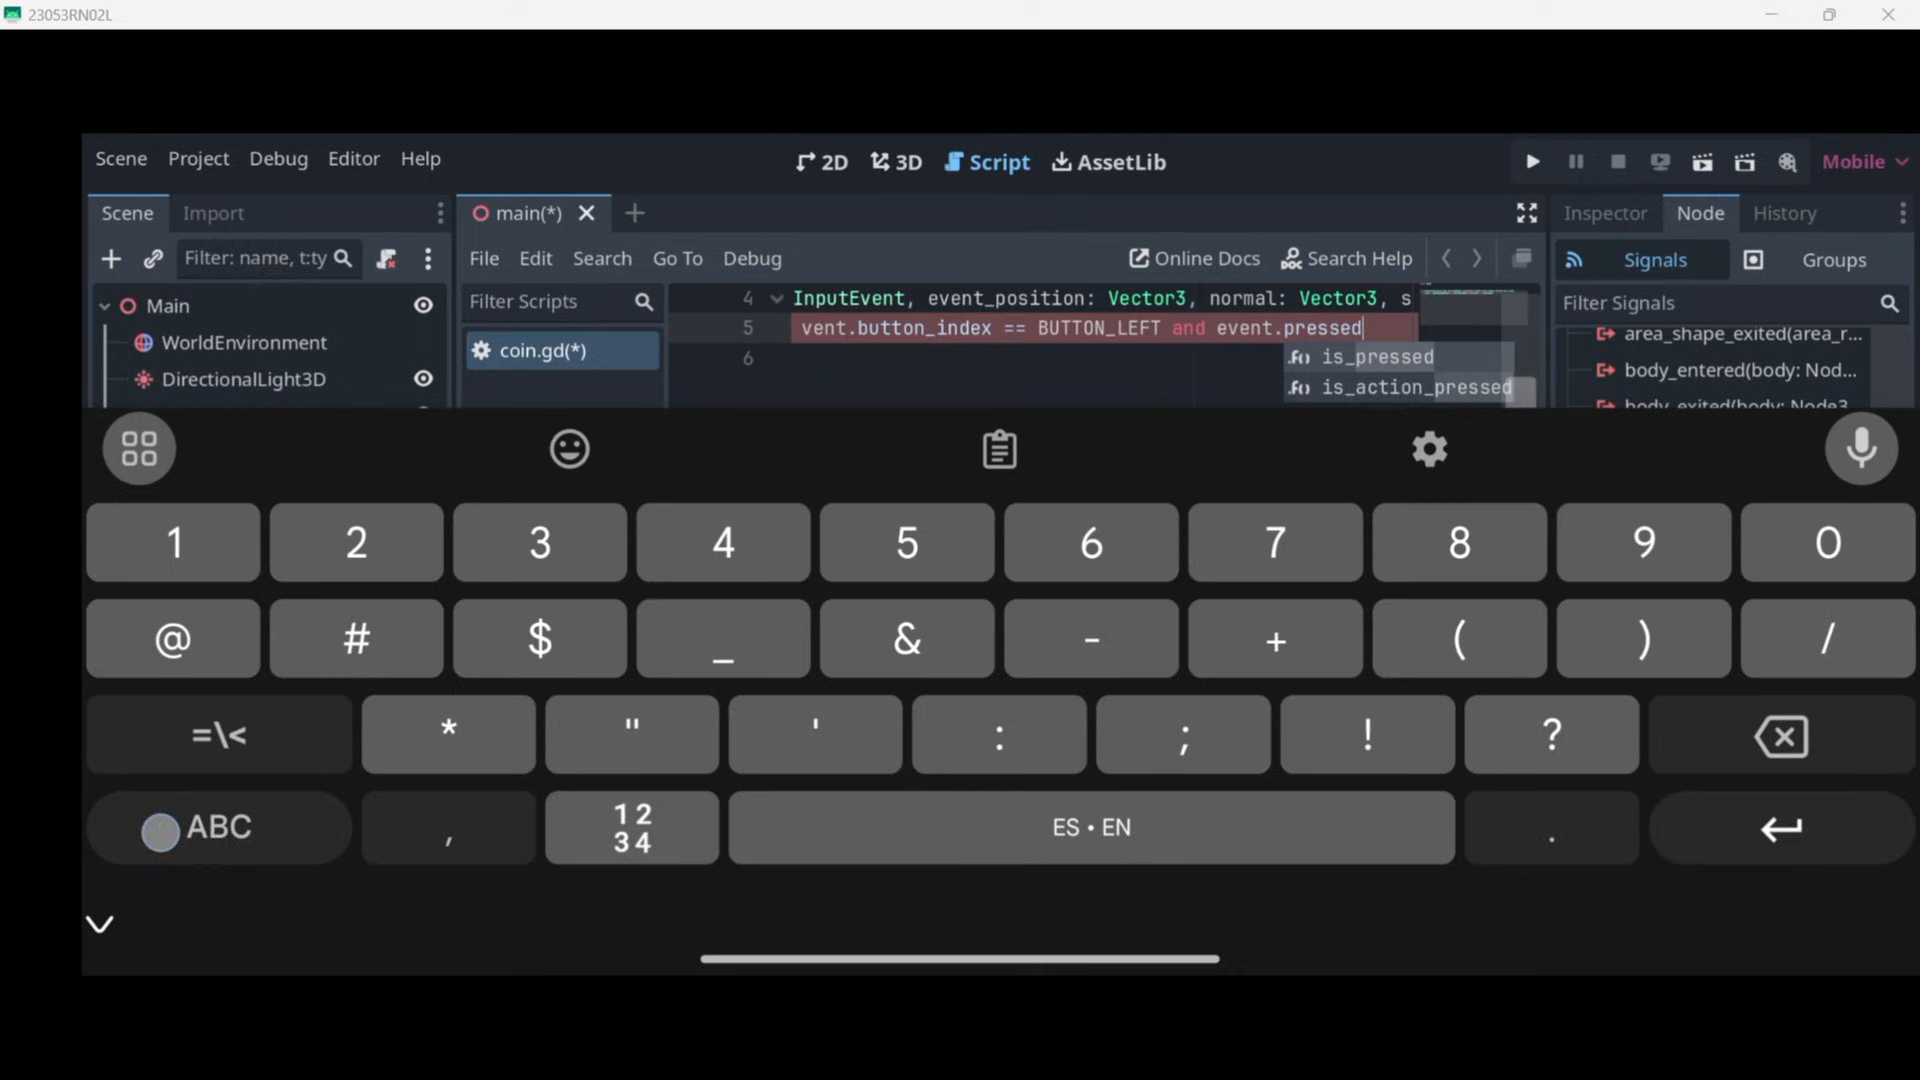 23053RN02L
Scene Project Debug Editor Help
2D 3D Script AssetLib
Mobile
Scene Import
main(*)
Inspector Node History
Filter: name, t:ty
File Edit Search Go To Debug
Online Docs Search Help
Signals Groups
Main
Filter Scripts
4 InputEvent, event_position: Vector3, normal: Vector3, s
Filter Signals
WorldEnvironment
coin.gd(*)
5 vent.button_index == BUTTON_LEFT and event.pressed
area_shape_exited(area_r...
6
is_pressed
body_entered(body: Nod...
DirectionalLight3D
is_action_pressed
body_exited(body: Node3
1 2 3 4 5 6 7 8 9 0
@ # $ _ & - + ( ) /
=\< * " ' : ; ! ?
ABC , 12 ES • EN .
34